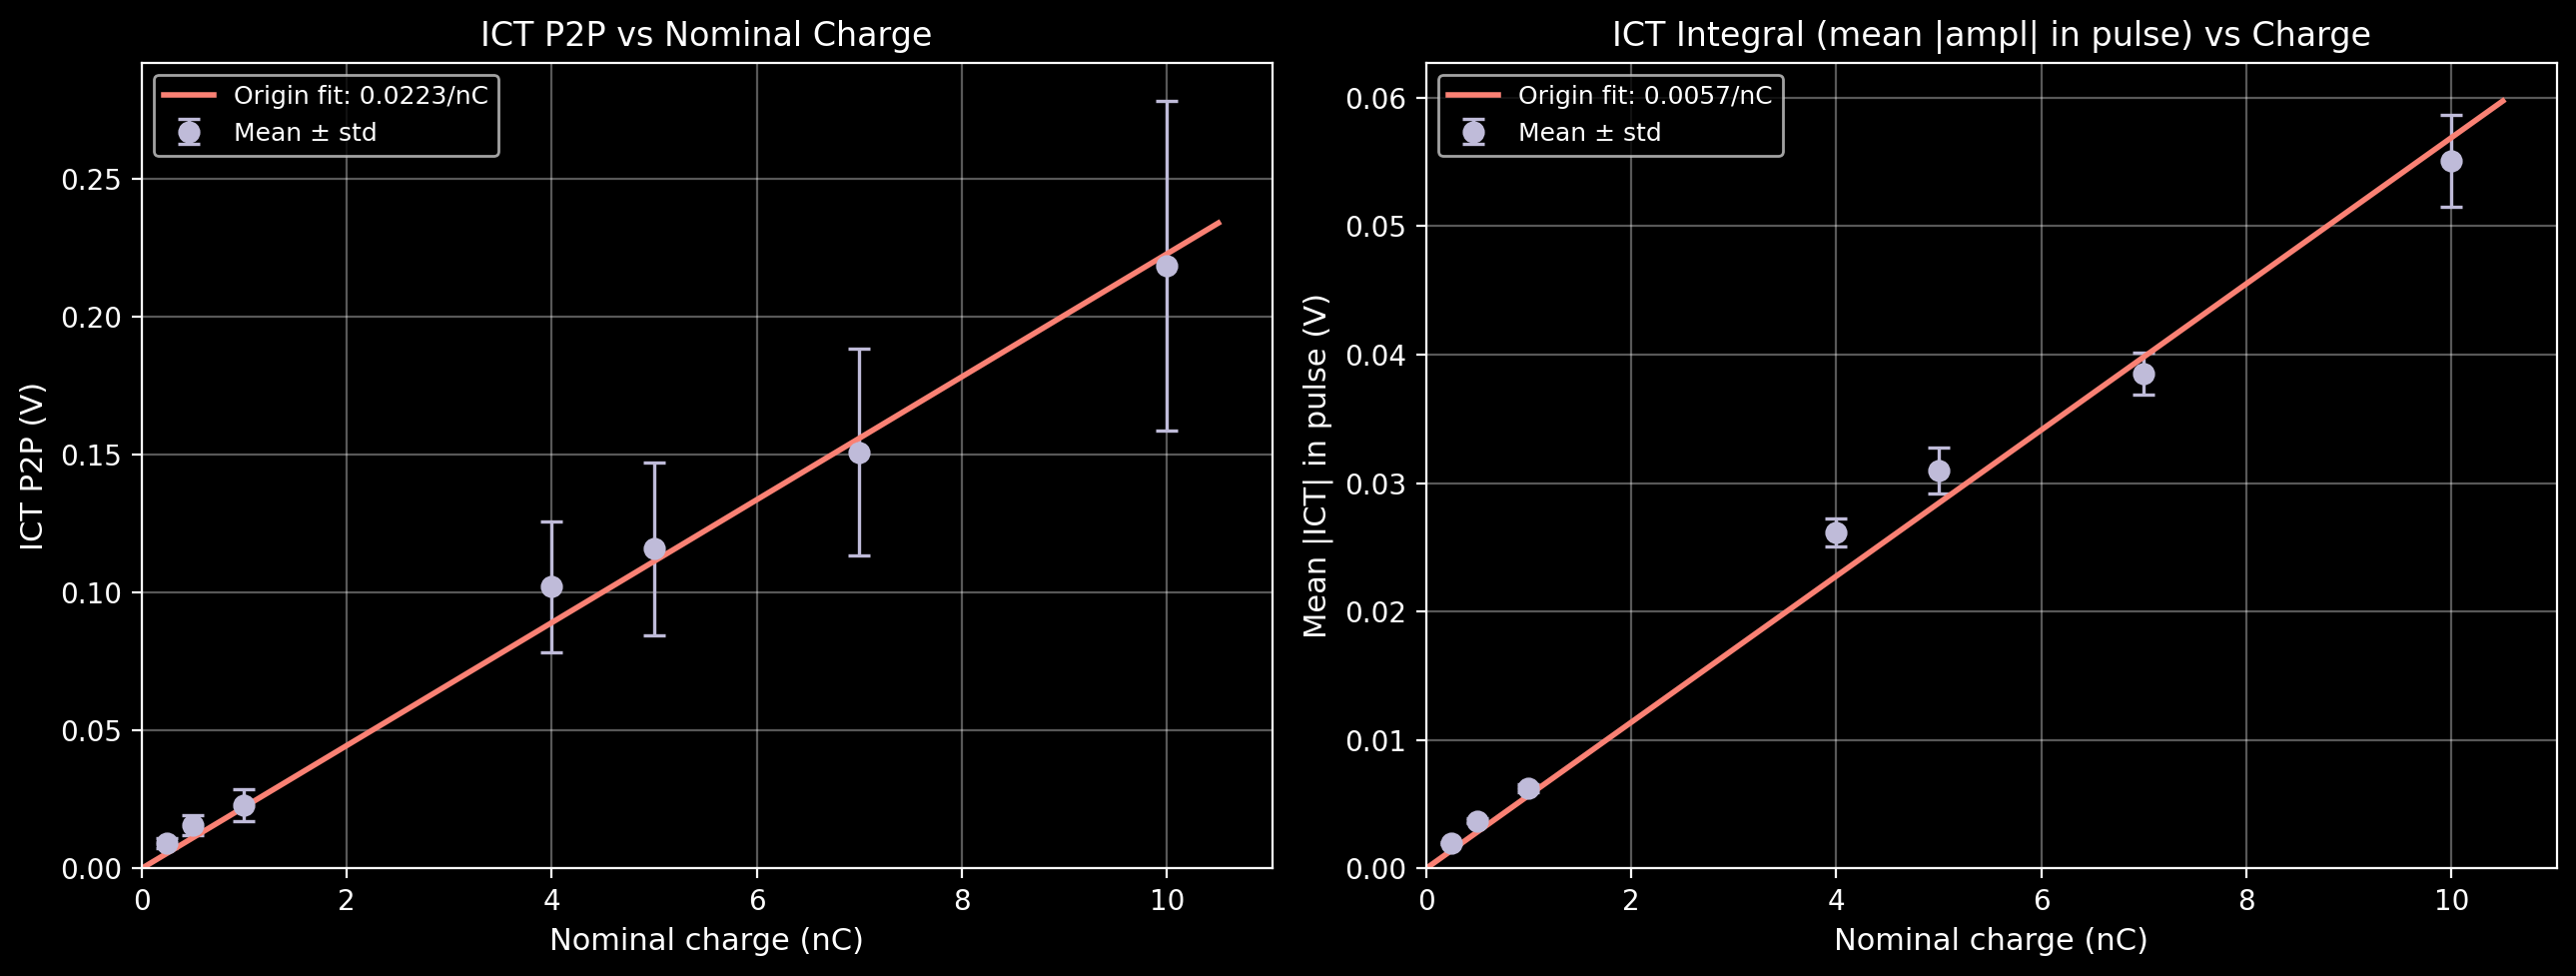 ICT P2P vs Nominal Charge
Origin fit: 0.0223/nC
Mean ± std
ICT P2P (V)
0.25
0.20
0.15
0.10
0.05
0.00
0 2 4 6 8 10
Nominal charge (nC)
ICT Integral (mean |ampl| in pulse) vs Charge
Origin fit: 0.0057/nC
Mean ± std
Mean |ICT| in pulse (V)
0.06
0.05
0.04
0.03
0.02
0.01
0.00
0 2 4 6 8 10
Nominal charge (nC)